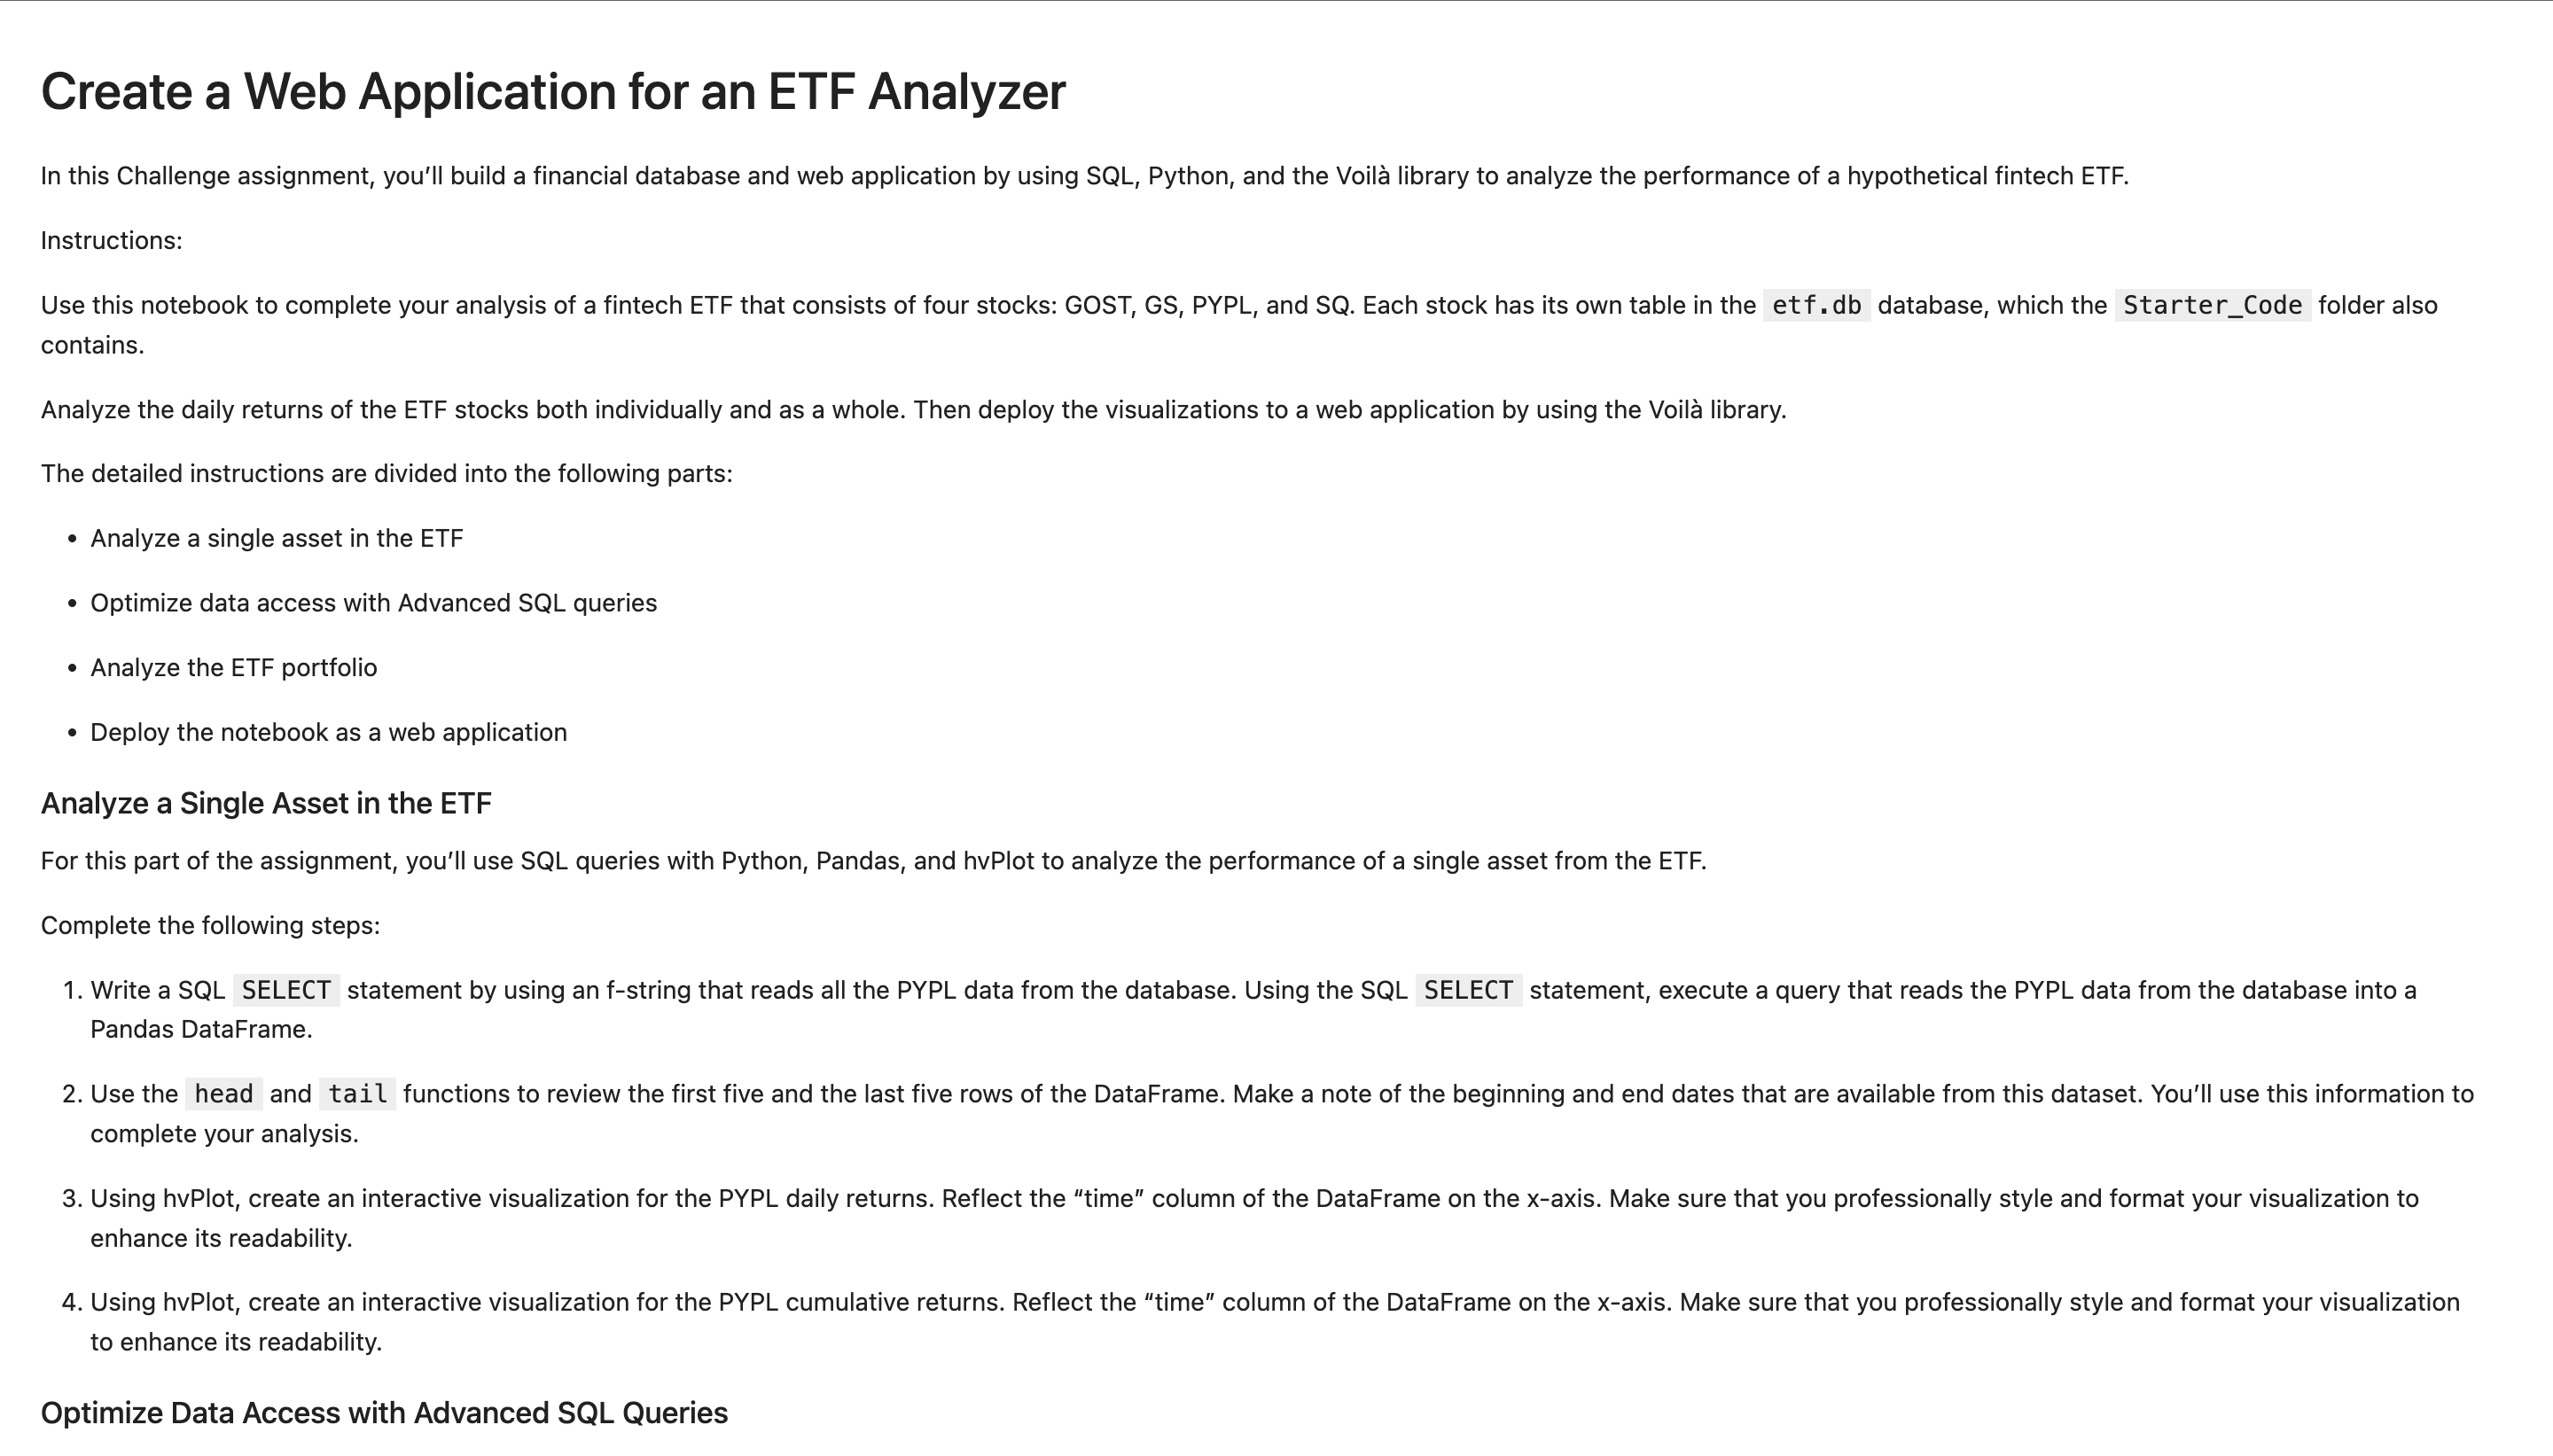 Create a Web Application for an ETF Analyzer
In this Challenge assignment, you’ll build a financial database and web application by using SQL, Python, and the Voilà library to analyze the performance of a hypothetical fintech ETF.
Instructions:
Use this notebook to complete your analysis of a fintech ETF that consists of four stocks: GOST, GS, PYPL, and SQ. Each stock has its own table in the etf.db database, which the Starter_Code folder also
contains.
Analyze the daily returns of the ETF stocks both individually and as a whole. Then deploy the visualizations to a web application by using the Voilà library.
The detailed instructions are divided into the following parts:
• Analyze a single asset in the ETF
• Optimize data access with Advanced SQL queries
• Analyze the ETF portfolio
• Deploy the notebook as a web application
Analyze a Single Asset in the ETF
For this part of the assignment, you’ll use SQL queries with Python, Pandas, and hvPlot to analyze the performance of a single asset from the ETF.
Complete the following steps:
1. Write a SQL SELECT statement by using an f-string that reads all the PYPL data from the database. Using the SQL SELECT statement, execute a query that reads the PYPL data from the database into a
Pandas DataFrame.
2. Use the head and tail functions to review the first five and the last five rows of the DataFrame. Make a note of the beginning and end dates that are available from this dataset. You’ll use this information to
complete your analysis.
3. Using hvPlot, create an interactive visualization for the PYPL daily returns. Reflect the “time” column of the DataFrame on the x-axis. Make sure that you professionally style and format your visualization to
enhance its readability.
4. Using hvPlot, create an interactive visualization for the PYPL cumulative returns. Reflect the “time” column of the DataFrame on the x-axis. Make sure that you professionally style and format your visualization
to enhance its readability.
Optimize Data Access with Advanced SQL Queries